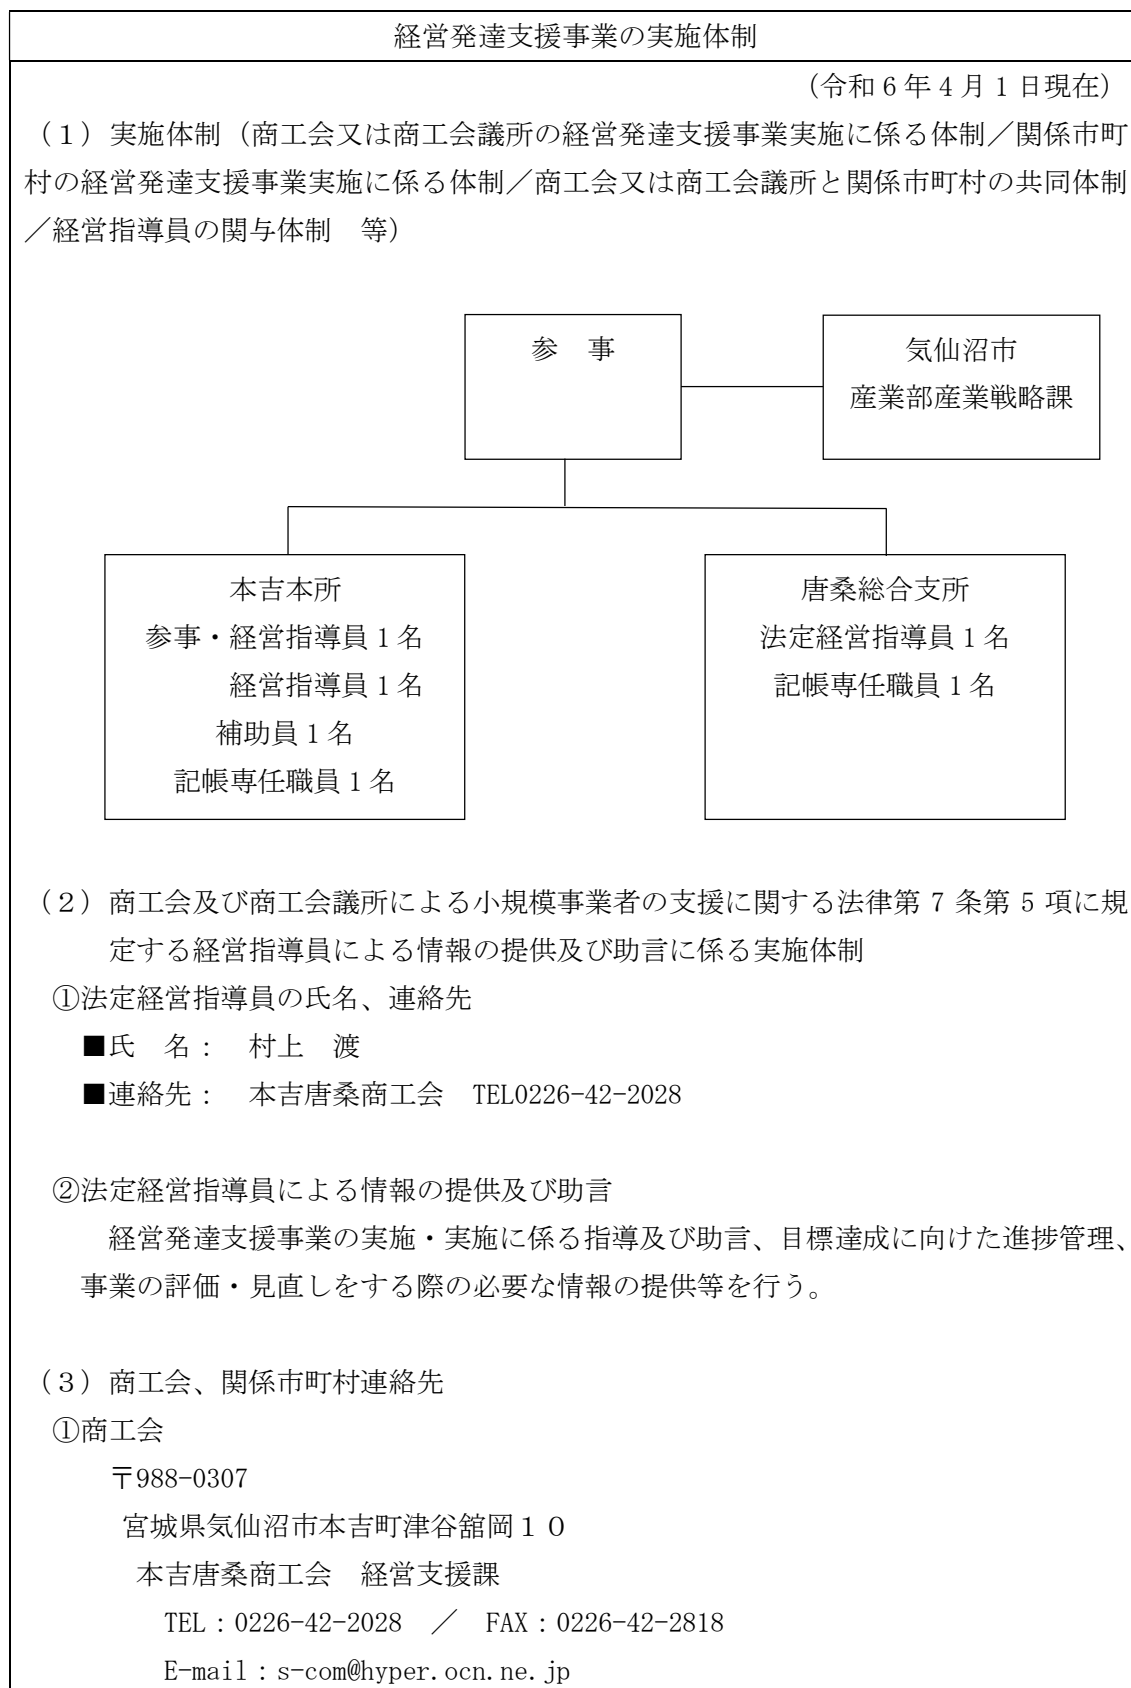 経営発達支援事業の実施体制
（令和６年４月１日現在）
（１）実施体制（商工会又は商工会議所の経営発達支援事業実施に係る体制／関係市町
村の経営発達支援事業実施に係る体制／商工会又は商工会議所と関係市町村の共同体制
／経営指導員の関与体制　等）
参　事
気仙沼市
産業部産業戦略課
本吉本所
参事・経営指導員１名
経営指導員１名
補助員１名
記帳専任職員１名
唐桑総合支所
法定経営指導員１名
記帳専任職員１名
（２）商工会及び商工会議所による小規模事業者の支援に関する法律第 7 条第 5 項に規
定する経営指導員による情報の提供及び助言に係る実施体制
①法定経営指導員の氏名、連絡先
■氏　名：　村上　渡
■連絡先：　本吉唐桑商工会　TEL0226-42-2028
②法定経営指導員による情報の提供及び助言
経営発達支援事業の実施・実施に係る指導及び助言、目標達成に向けた進捗管理、
事業の評価・見直しをする際の必要な情報の提供等を行う。
（３）商工会、関係市町村連絡先
①商工会
〒988-0307
宮城県気仙沼市本吉町津谷舘岡１０
本吉唐桑商工会　経営支援課
TEL：0226-42-2028　／　FAX：0226-42-2818
E-mail：s-com@hyper.ocn.ne.jp